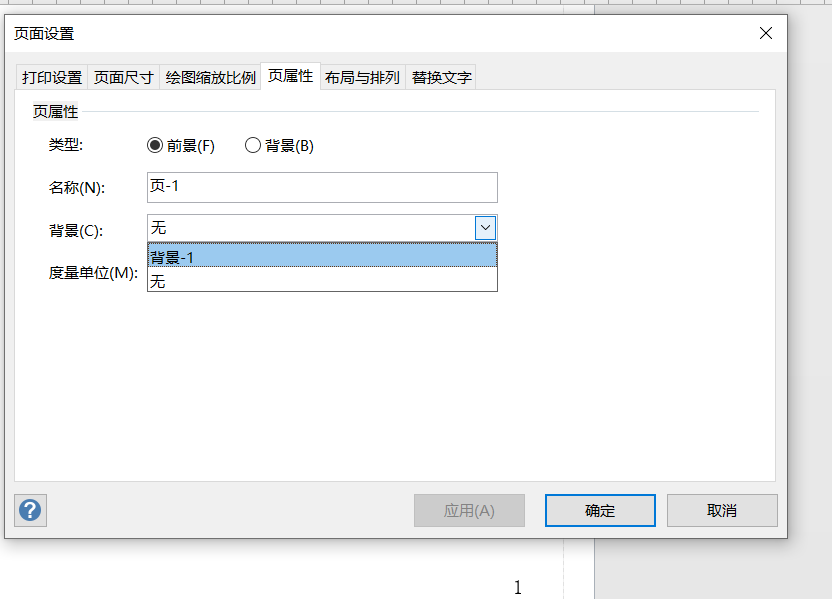 页面设置
打印设置 页面尺寸 绘图缩放比例 页属性 布局与排列 替换文字
页属性
类型: 前景(F) 背景(B)
名称(N): 页-1
背景(C): 无
背景-1
度量单位(M):
无
? 应用(A) 确定 取消
1